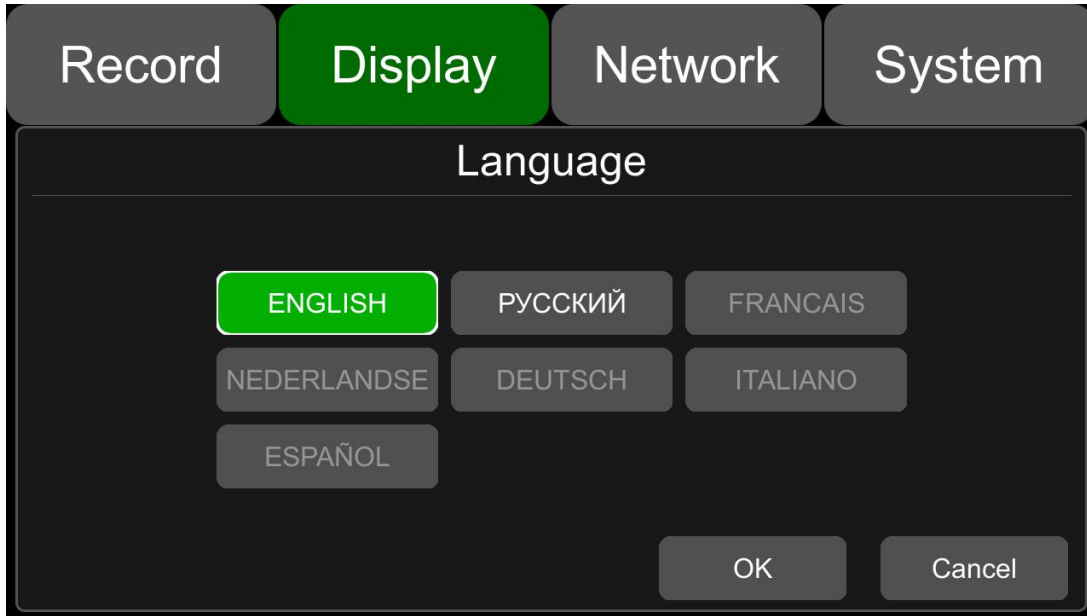 Record Display Network System
Language
ENGLISH РУССКИЙ FRANCAIS
NEDERLANDSE DEUTSCH ITALIANO
ESPAÑOL
OK Cancel